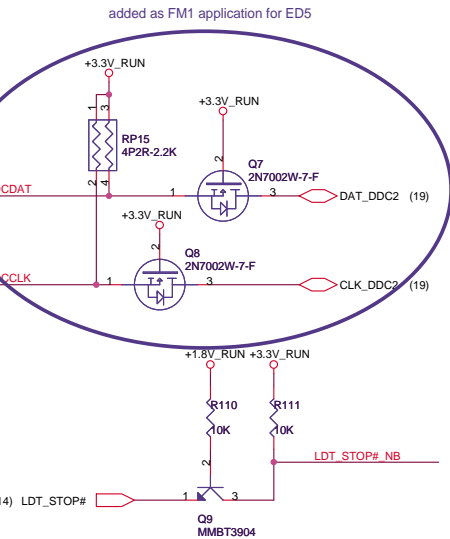 added as FM1 application for ED5
+3.3V_RUN
+3.3V_RUN
1
3
RP15
4P2R-2.2K
2
4
2
Q7
2N7002W-7-F
CDAT
1
3
DAT_DDC2 (19)
+3.3V_RUN
2
Q8
2N7002W-7-F
CCLK
1
3
CLK_DDC2 (19)
+1.8V_RUN +3.3V_RUN
R110
R111
10K
10K
LDT_STOP#_NB
2
14) LDT_STOP#
1
3
Q9
MMBT3904